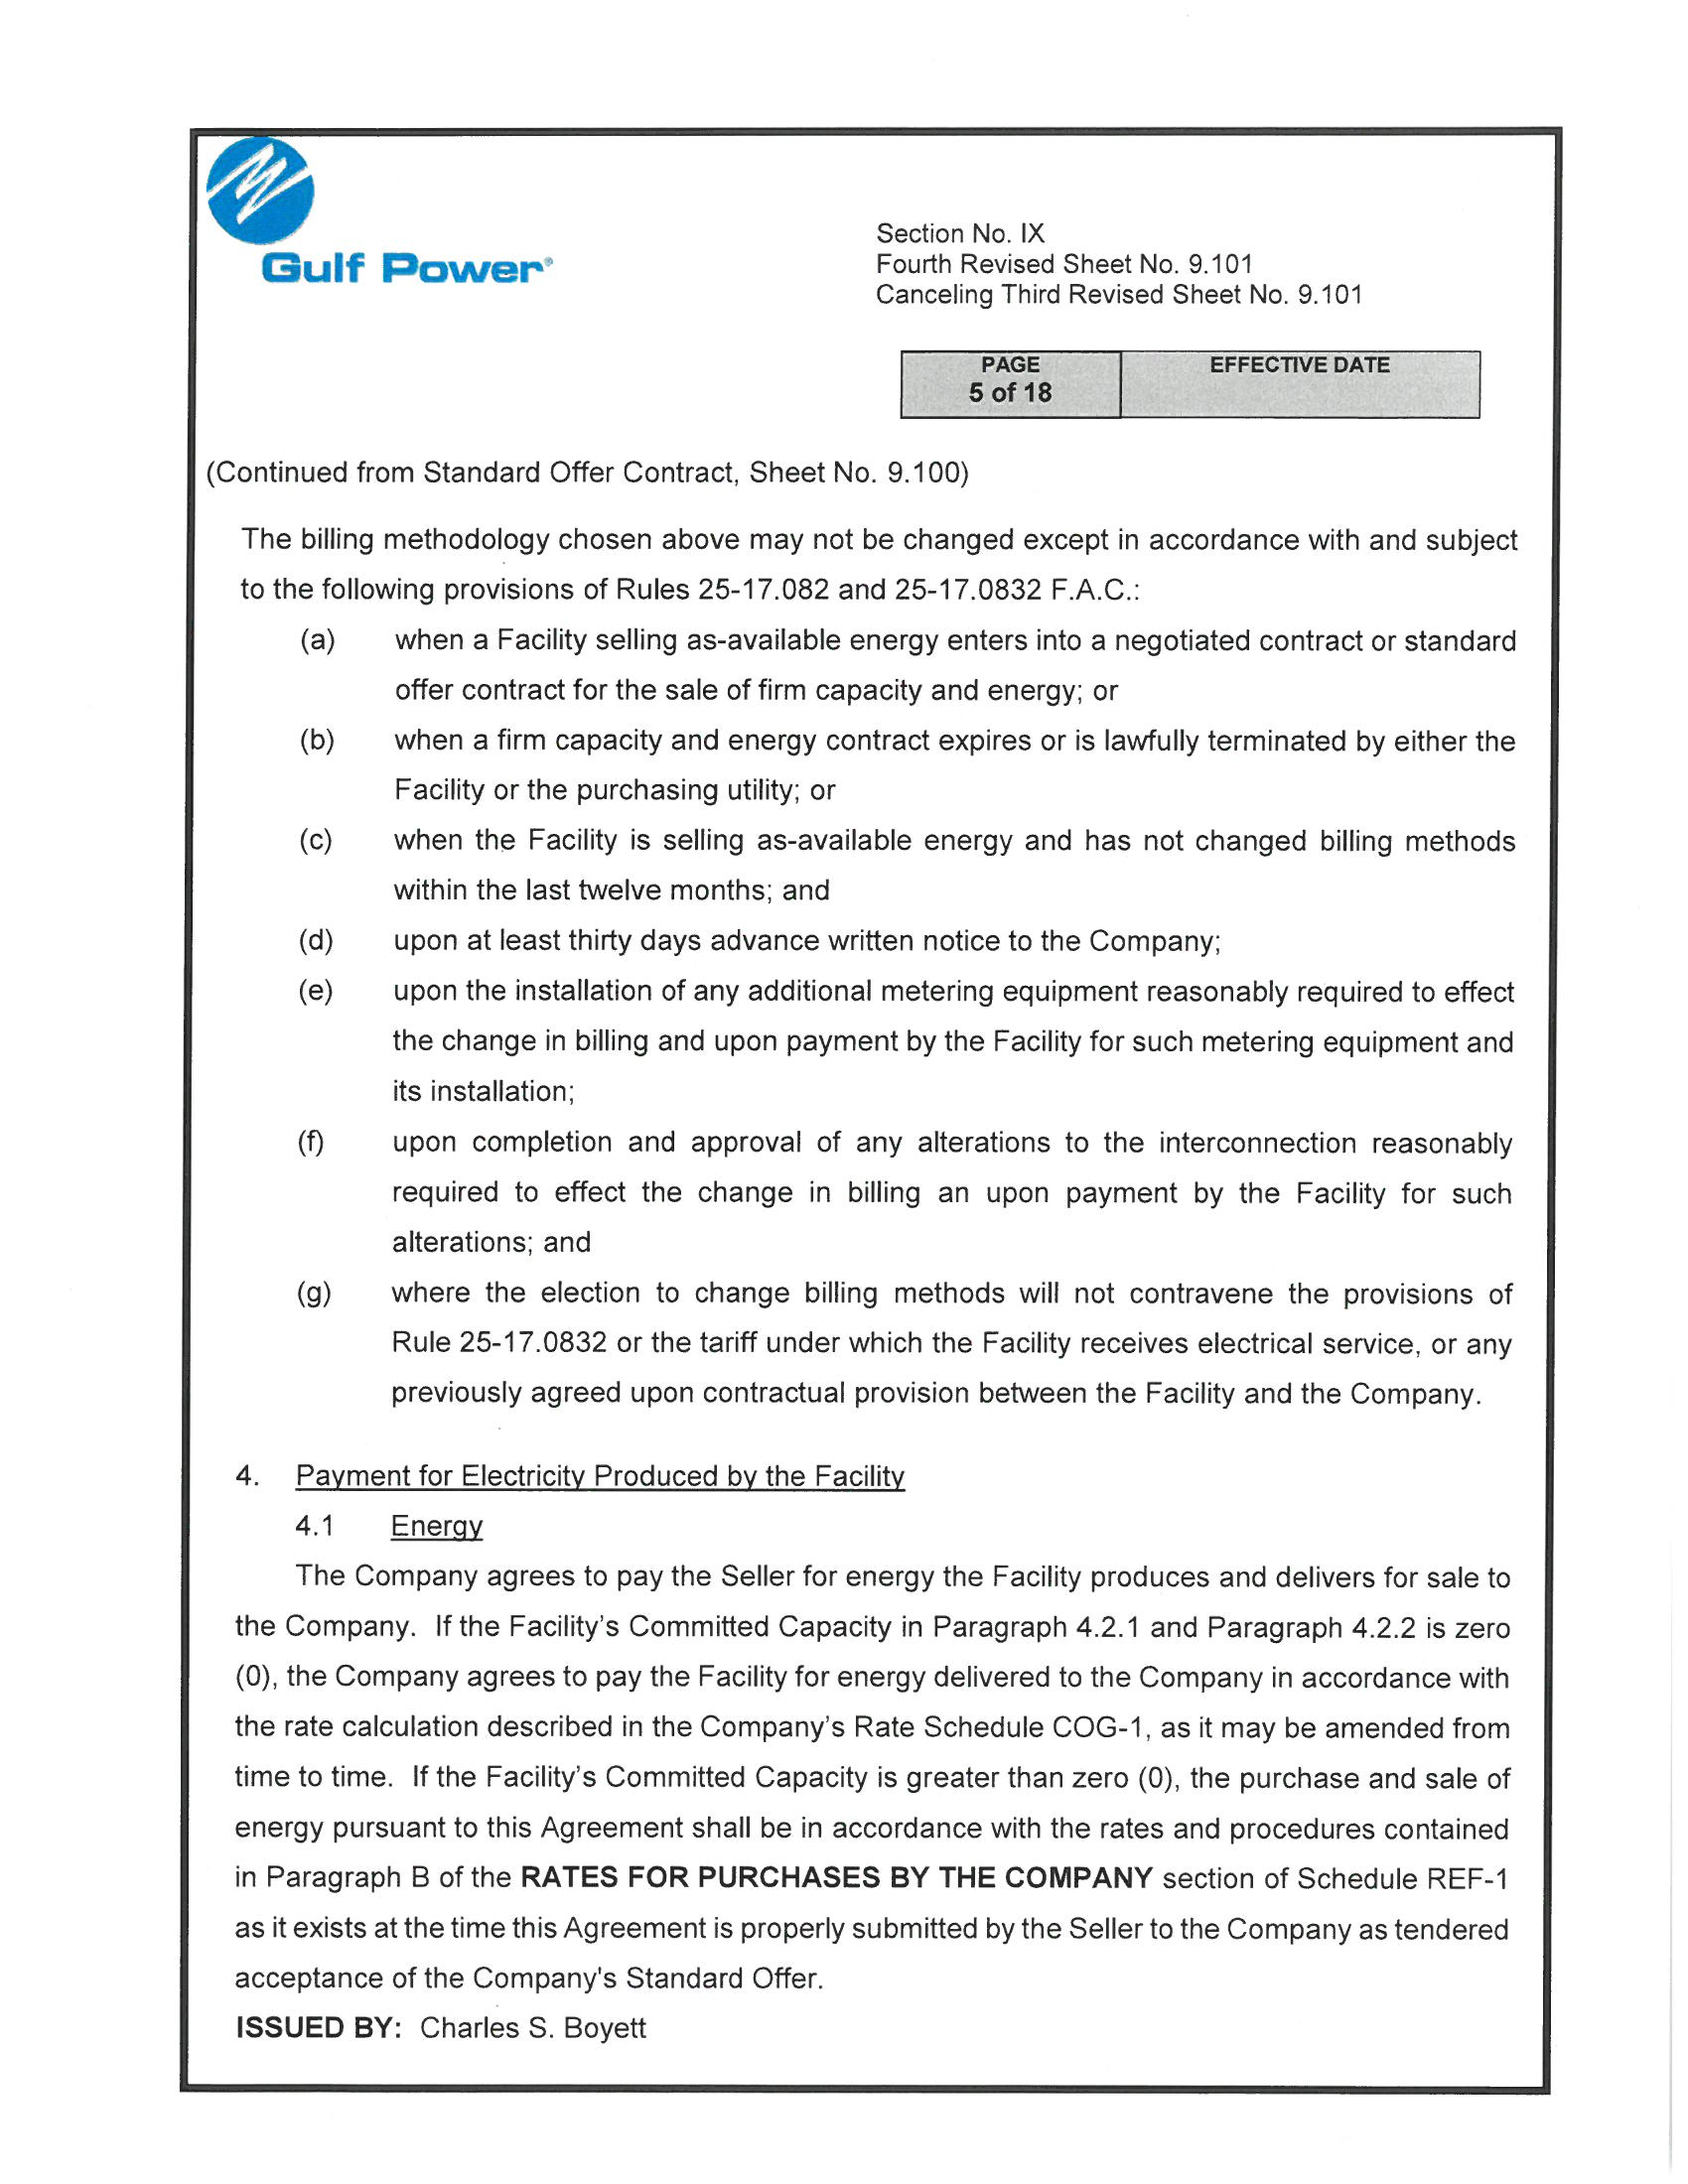 Gulf Power®
Section No. IX
Fourth Revised Sheet No. 9.101
Canceling Third Revised Sheet No. 9.101
PAGE
5 of 18
EFFECTIVE DATE
(Continued from Standard Offer Contract, Sheet No. 9.100)
The billing methodology chosen above may not be changed except in accordance with and subject
to the following provisions of Rules 25-17.082 and 25-17.0832 F.A.C.:
(a) when a Facility selling as-available energy enters into a negotiated contract or standard
offer contract for the sale of firm capacity and energy; or
(b) when a firm capacity and energy contract expires or is lawfully terminated by either the
Facility or the purchasing utility; or
(c) when the Facility is selling as-available energy and has not changed billing methods
within the last twelve months; and
(d) upon at least thirty days advance written notice to the Company;
(e) upon the installation of any additional metering equipment reasonably required to effect
the change in billing and upon payment by the Facility for such metering equipment and
its installation;
(f) upon completion and approval of any alterations to the interconnection reasonably
required to effect the change in billing an upon payment by the Facility for such
alterations; and
(g) where the election to change billing methods will not contravene the provisions of
Rule 25-17.0832 or the tariff under which the Facility receives electrical service, or any
previously agreed upon contractual provision between the Facility and the Company.
4. Payment for Electricity Produced by the Facility
4.1 Energy
The Company agrees to pay the Seller for energy the Facility produces and delivers for sale to
the Company. If the Facility's Committed Capacity in Paragraph 4.2.1 and Paragraph 4.2.2 is zero
(0), the Company agrees to pay the Facility for energy delivered to the Company in accordance with
the rate calculation described in the Company's Rate Schedule COG-1, as it may be amended from
time to time. If the Facility's Committed Capacity is greater than zero (0), the purchase and sale of
energy pursuant to this Agreement shall be in accordance with the rates and procedures contained
in Paragraph B of the RATES FOR PURCHASES BY THE COMPANY section of Schedule REF-1
as it exists at the time this Agreement is properly submitted by the Seller to the Company as tendered
acceptance of the Company's Standard Offer.
ISSUED BY: Charles S. Boyett